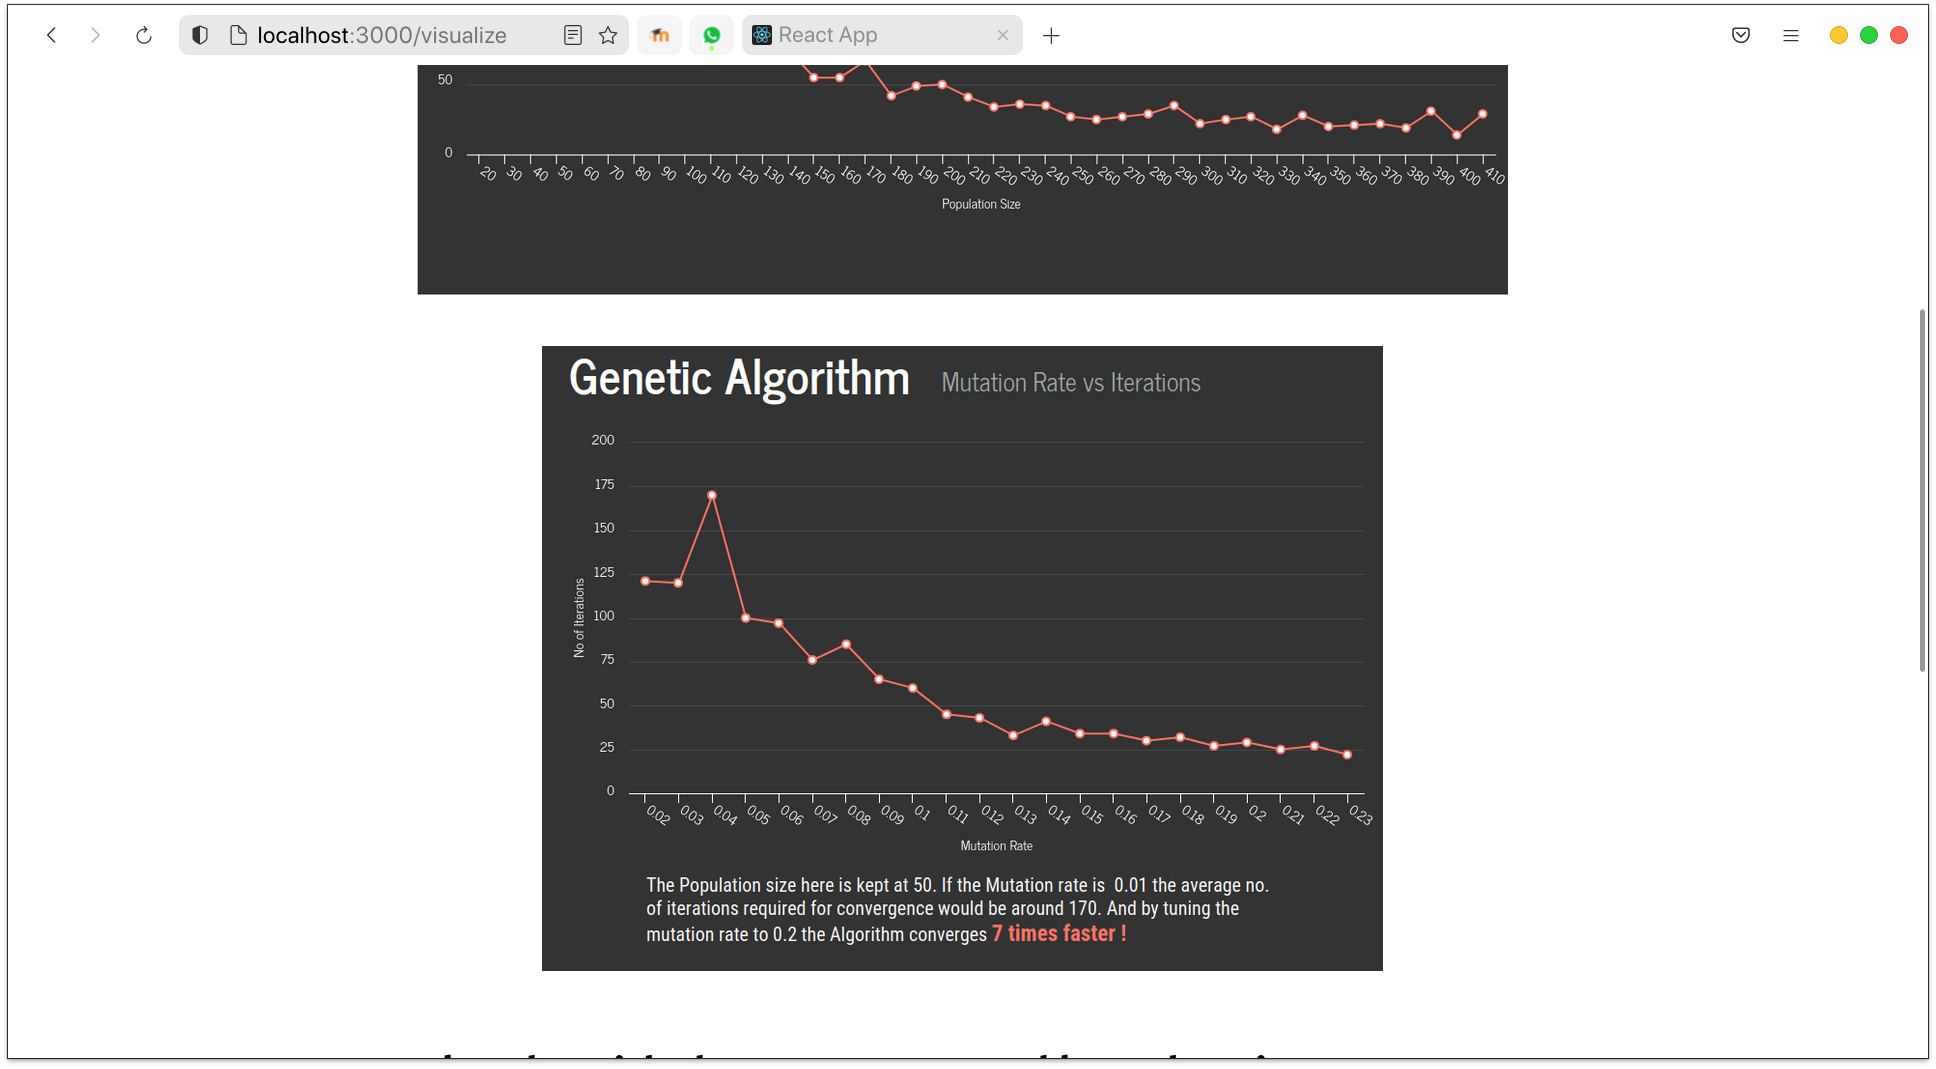 localhost:3000/visualize
React App
50
0
20 30 40 50 60 70 80 90 100 110 120 130 140 150 160 170 180 190 200 210 220 230 240 250 260 270 280 290 300 310 320 330 340 350 360 370 380 390 400 410
Population Size
Genetic Algorithm Mutation Rate vs Iterations
200
175
150
125
100
75
50
25
0
No of Iterations
0.02 0.03 0.04 0.05 0.06 0.07 0.08 0.09 0.1 0.11 0.12 0.13 0.14 0.15 0.16 0.17 0.18 0.19 0.2 0.21 0.22 0.23
Mutation Rate
The Population size here is kept at 50. If the Mutation rate is 0.01 the average no.
of iterations required for convergence would be around 170. And by tuning the
mutation rate to 0.2 the Algorithm converges 7 times faster !